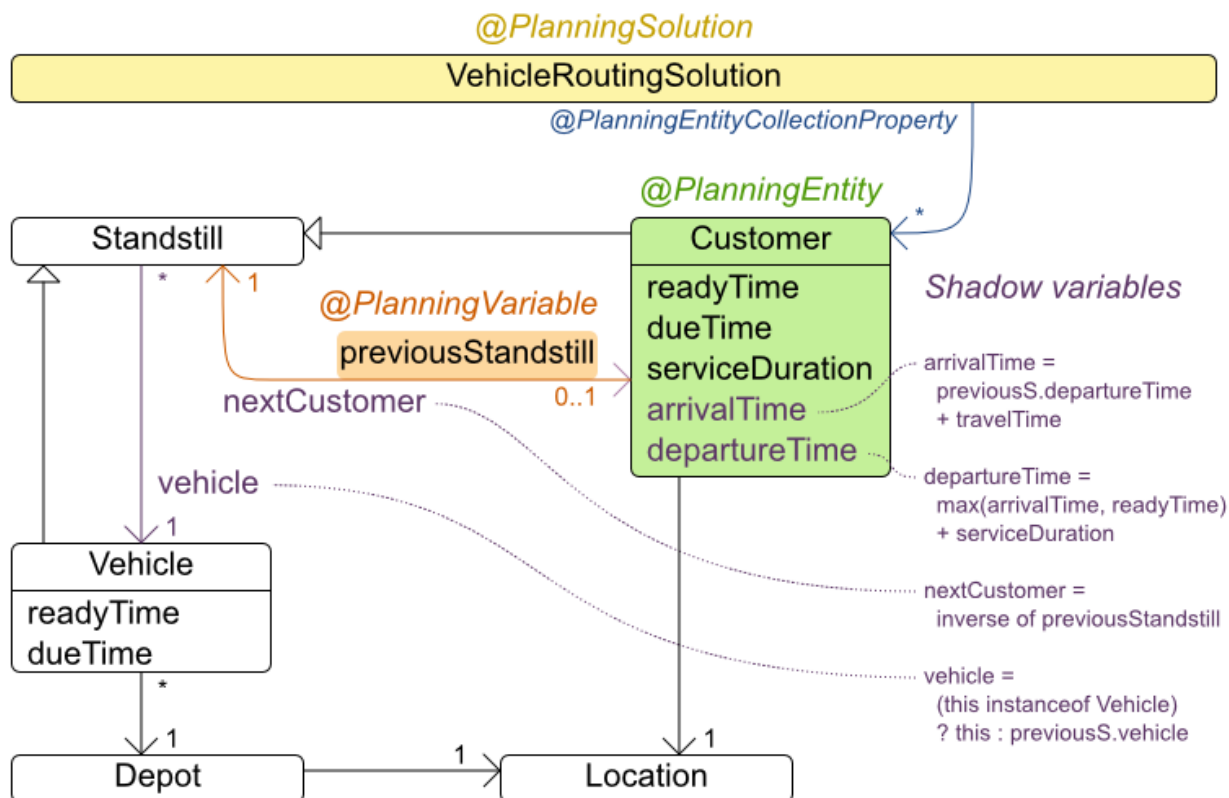 @PlanningSolution
VehicleRoutingSolution
@PlanningEntityCollectionProperty
@PlanningEntity
*
Standstill
Customer
*
1
@PlanningVariable
previousStandstill
0..1
nextCustomer
vehicle
1
readyTime
dueTime
serviceDuration
arrivalTime
departureTime
Shadow variables
arrivalTime =
previousS.departureTime
+ travelTime
departureTime =
max(arrivalTime, readyTime)
+ serviceDuration
nextCustomer =
inverse of previousStandstill
vehicle =
(this instanceof Vehicle)
? this : previousS.vehicle
Vehicle
readyTime
dueTime
*
1
1
1
Depot
Location